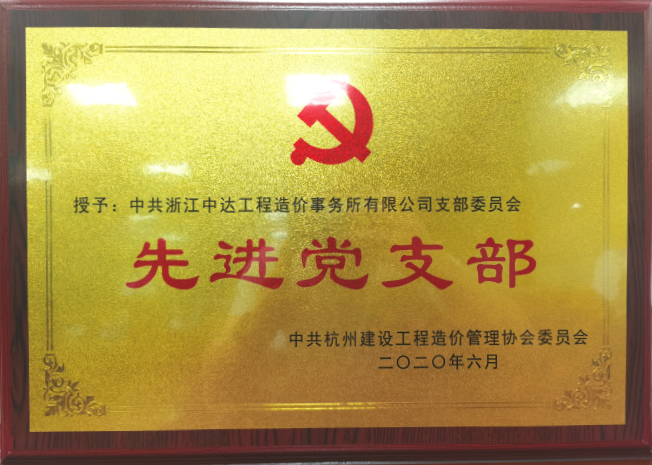 授予：中共浙江中达工程造价事务所有限公司支部委员会
先进党支部
中共杭州建设工程造价管理协会委员会
二〇二〇年六月